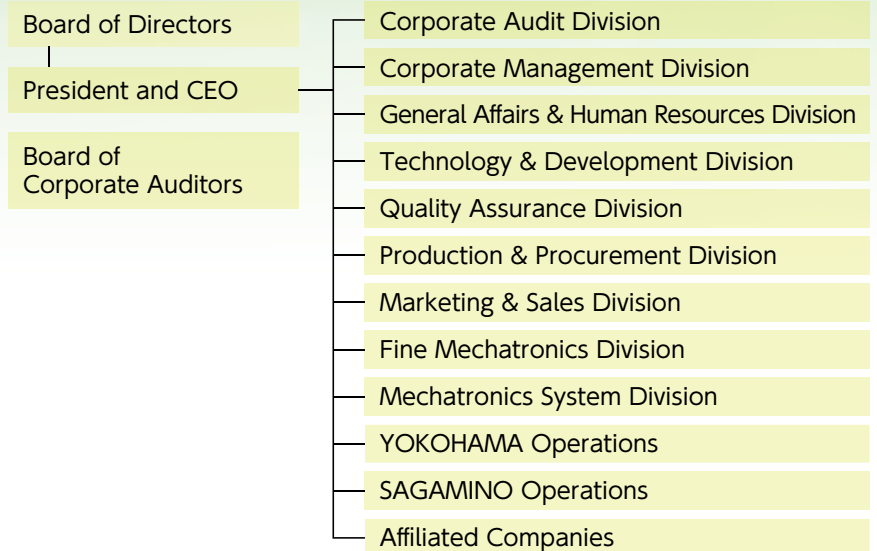 Board of Directors
President and CEO
Board of
Corporate Auditors
Corporate Audit Division
Corporate Management Division
General Affairs & Human Resources Division
Technology & Development Division
Quality Assurance Division
Production & Procurement Division
Marketing & Sales Division
Fine Mechatronics Division
Mechatronics System Division
YOKOHAMA Operations
SAGAMINO Operations
Affiliated Companies